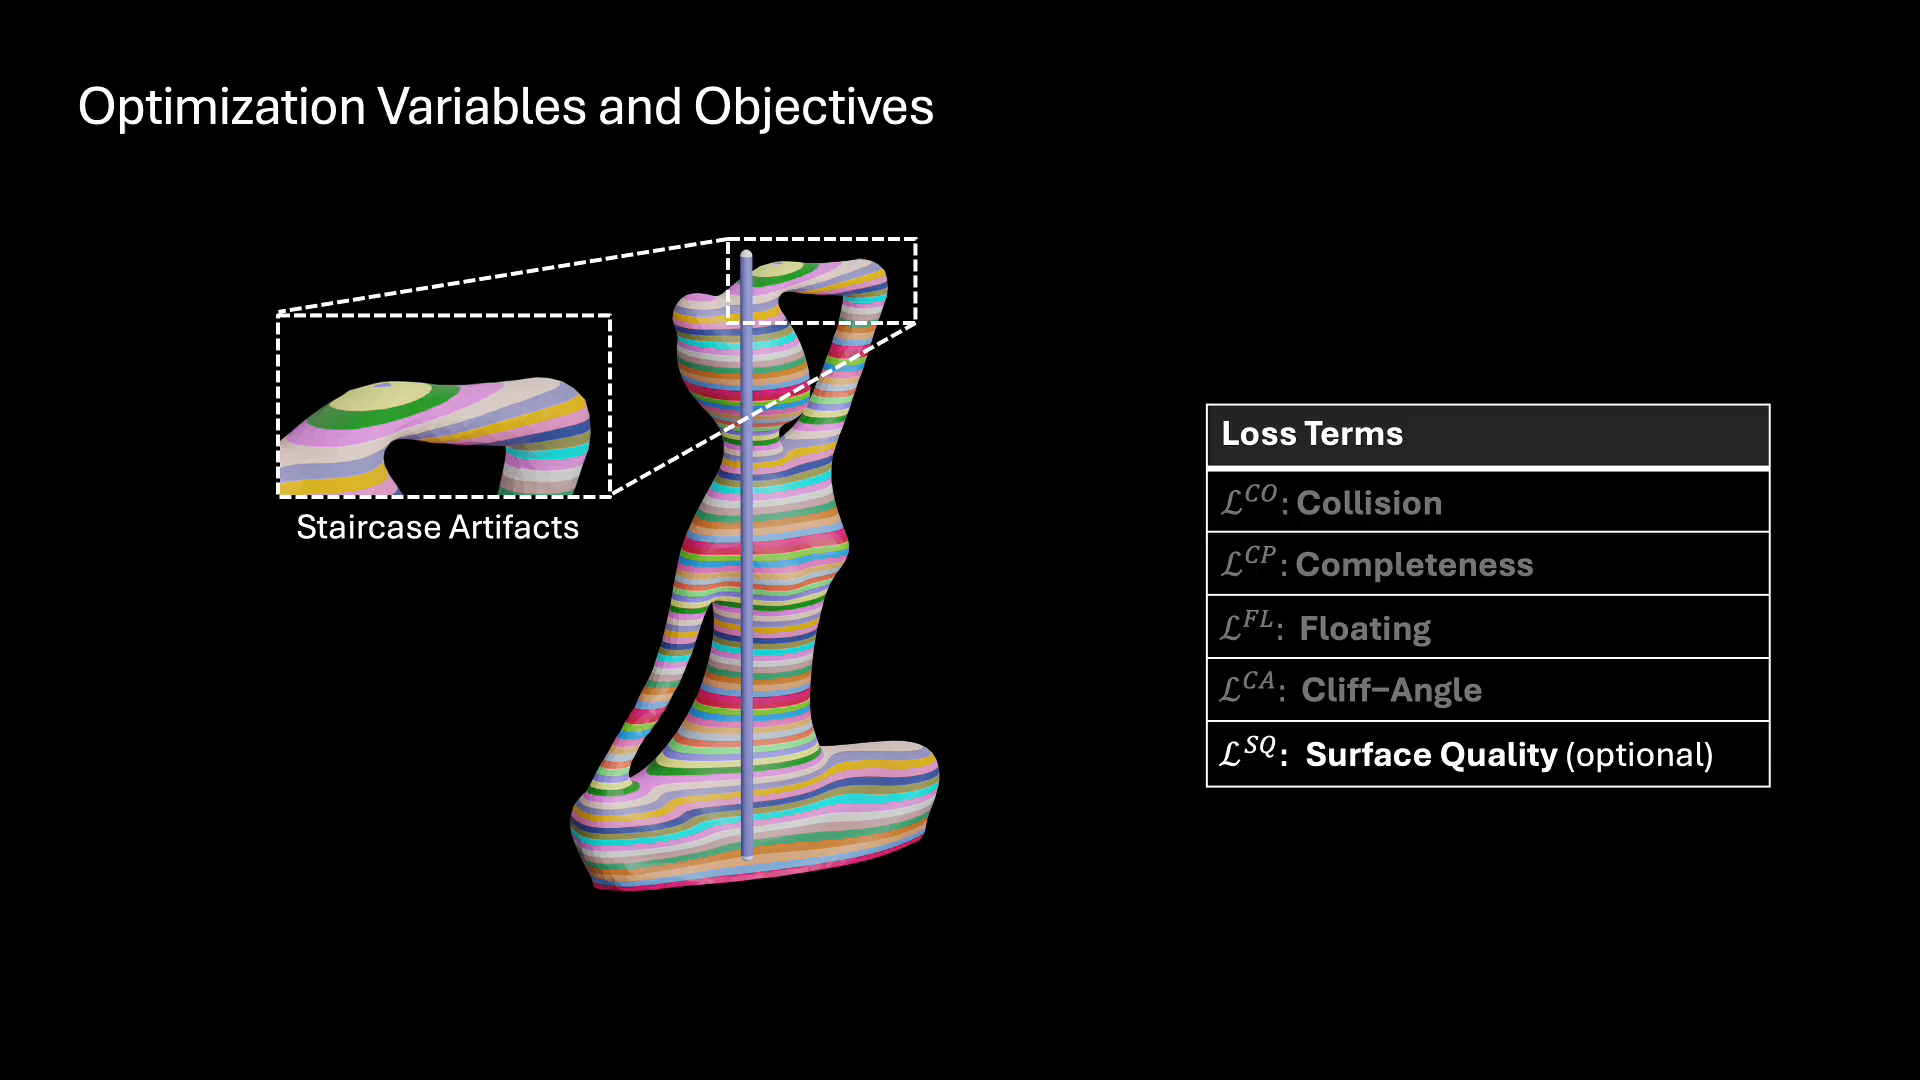 Optimization Variables and Objectives
Staircase Artifacts
Loss Terms
ℒ^CO: Collision
ℒ^CP: Completeness
ℒ^FL: Floating
ℒ^CA: Cliff−Angle
ℒ^SQ: Surface Quality (optional)